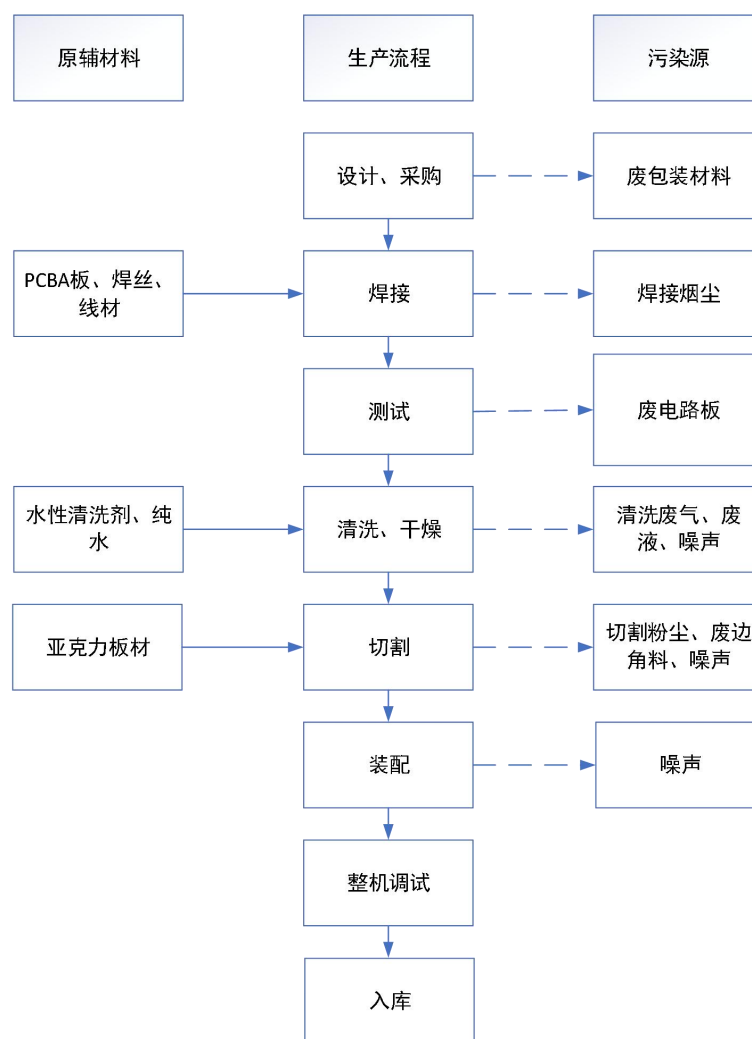 原辅材料
生产流程
污染源
设计、采购
废包装材料
PCBA板、焊丝、
线材
焊接
焊接烟尘
测试
废电路板
水性清洗剂、纯
水
清洗、干燥
清洗废气、废
液、噪声
亚克力板材
切割
切割粉尘、废边
角料、噪声
装配
噪声
整机调试
入库